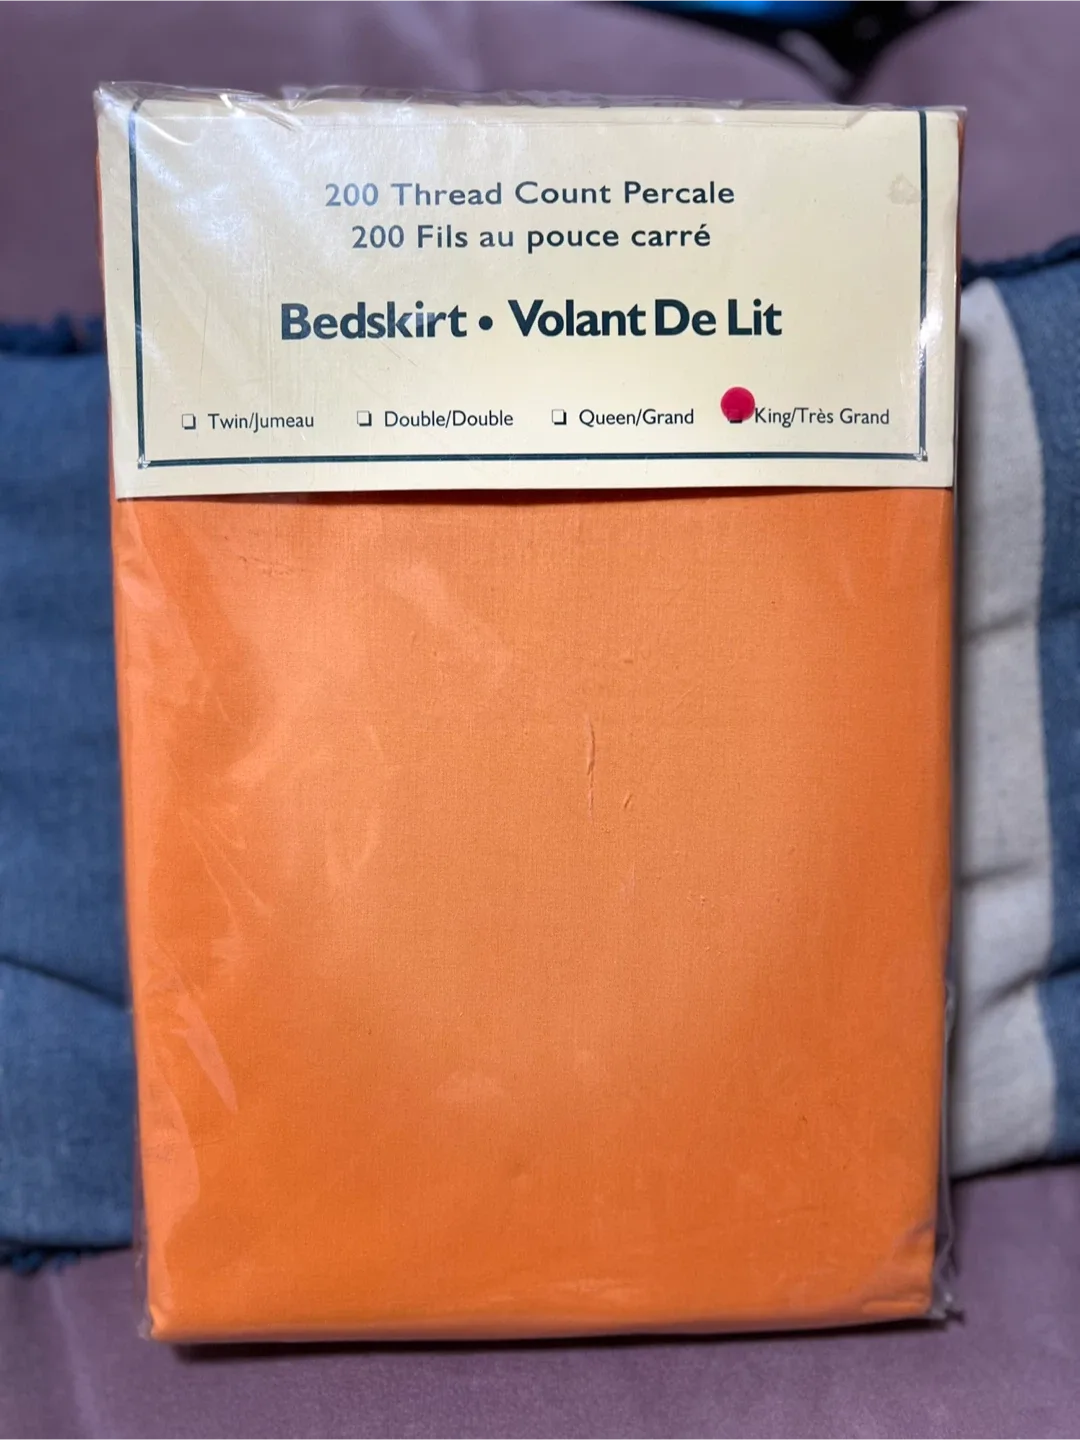 200 Thread Count Percale
200 Fils au pouce carré
Bedskirt • Volant De Lit
❏ Twin/Jumeau ❏ Double/Double ❏ Queen/Grand ❏ King/Très Grand